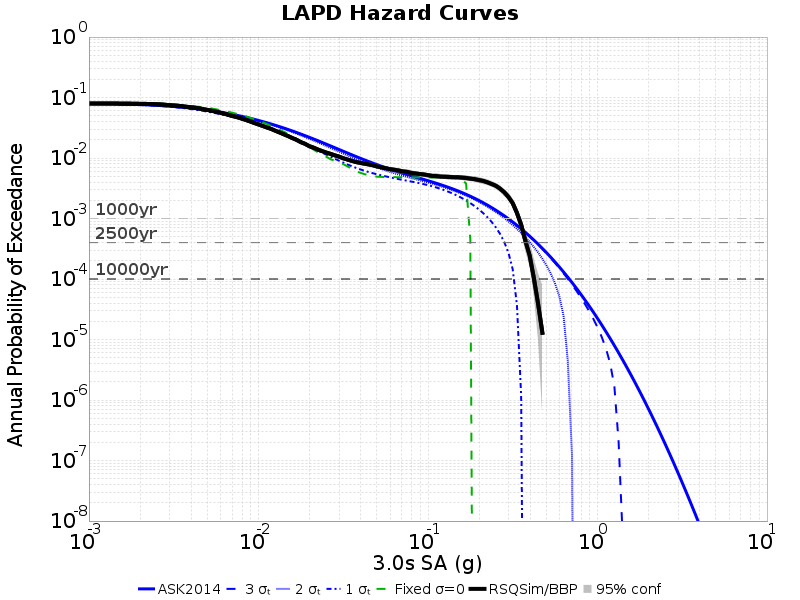 LAPD Hazard Curves
Annual Probability of Exceedance
10^0
10^-1
10^-2
10^-3
10^-4
10^-5
10^-6
10^-7
10^-8
1000yr
2500yr
10000yr
10^-3 10^-2 10^-1 10^0 10^1
3.0s SA (g)
ASK2014 3 σₜ 2 σₜ 1 σₜ Fixed σ=0 RSQSim/BBP 95% conf